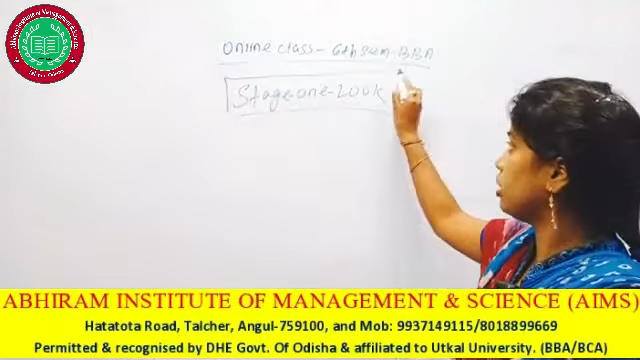 Online class - 6th sem - BBA
Stage one - Look
ABHIRAM INSTITUTE OF MANAGEMENT & SCIENCE (AIMS)
Hatatota Road, Talcher, Angul-759100, and Mob: 9937149115/8018899669
Permitted & recognised by DHE Govt. Of Odisha & affiliated to Utkal University. (BBA/BCA)